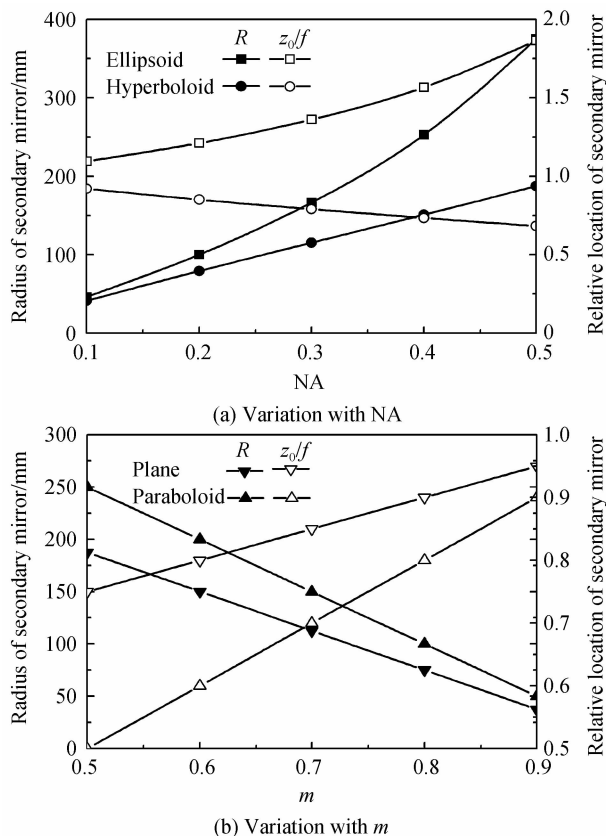 400
350
300
250
200
150
100
50
0
Radius of secondary mirror/mm
R z₀/f
Ellipsoid
Hyperboloid
2.0
1.5
1.0
0.5
0
Relative location of secondary mirror
0.1 0.2 0.3 0.4 0.5
NA
(a) Variation with NA
300
250
200
150
100
50
0
Radius of secondary mirror/mm
R z₀/f
Plane
Paraboloid
1.0
0.9
0.8
0.7
0.6
0.5
Relative location of secondary mirror
0.5 0.6 0.7 0.8 0.9
m
(b) Variation with m